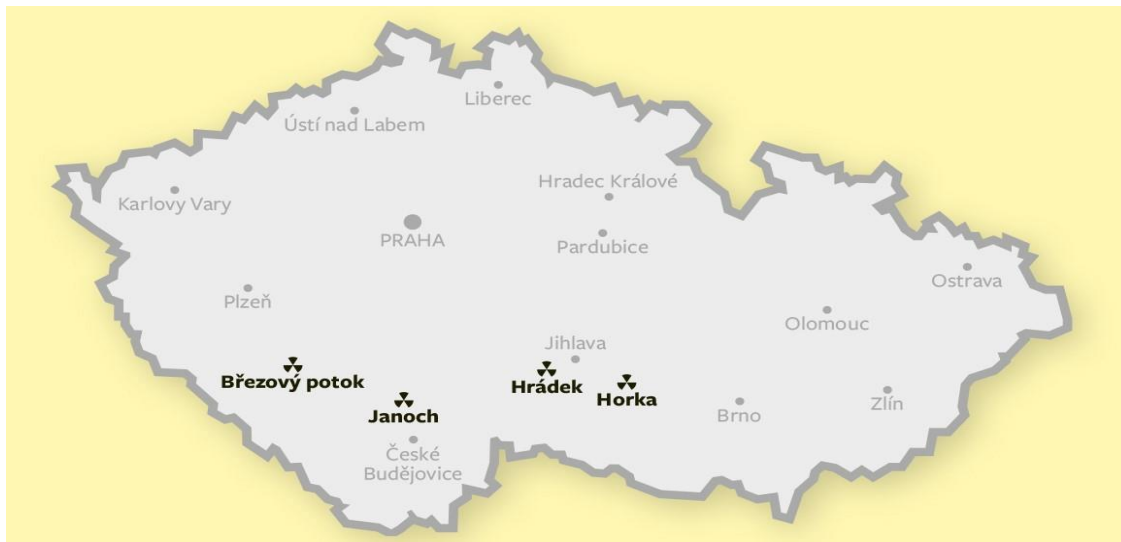 Liberec
Ústí nad Labem
Hradec Králové
Karlovy Vary
PRAHA
Pardubice
Ostrava
Plzeň
Olomouc
Jihlava
Březový potok
Hrádek
Horka
Janoch
Brno
Zlín
České
Budějovice